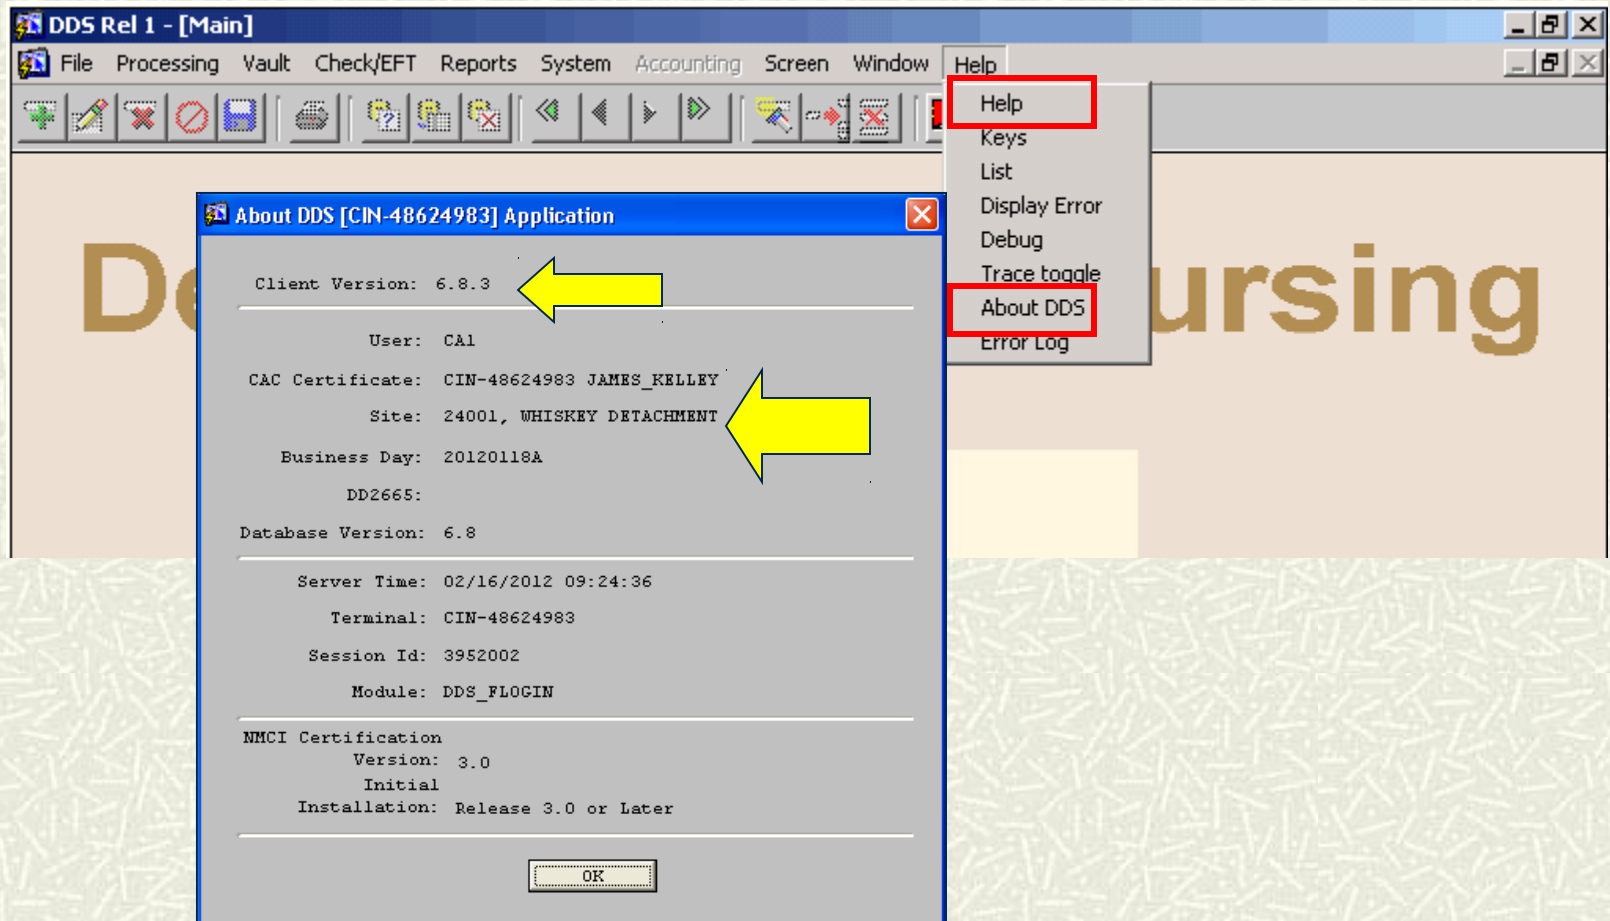 DDS Rel 1 - [Main]
File Processing Vault Check/EFT Reports System Accounting Screen Window Help
Help
Keys
List
Display Error
Debug
Trace toggle
About DDS
Error Log
De ursing
About DDS [CIN-48624983] Application
Client Version: 6.8.3
User: CA1
CAC Certificate: CIN-48624983 JAMES_KELLEY
Site: 24001, WHISKEY DETACHMENT
Business Day: 20120118A
DD2665:
Database Version: 6.8
Server Time: 02/16/2012 09:24:36
Terminal: CIN-48624983
Session Id: 3952002
Module: DDS_FLOGIN
NMCI Certification
Version: 3.0
Initial
Installation: Release 3.0 or Later
OK